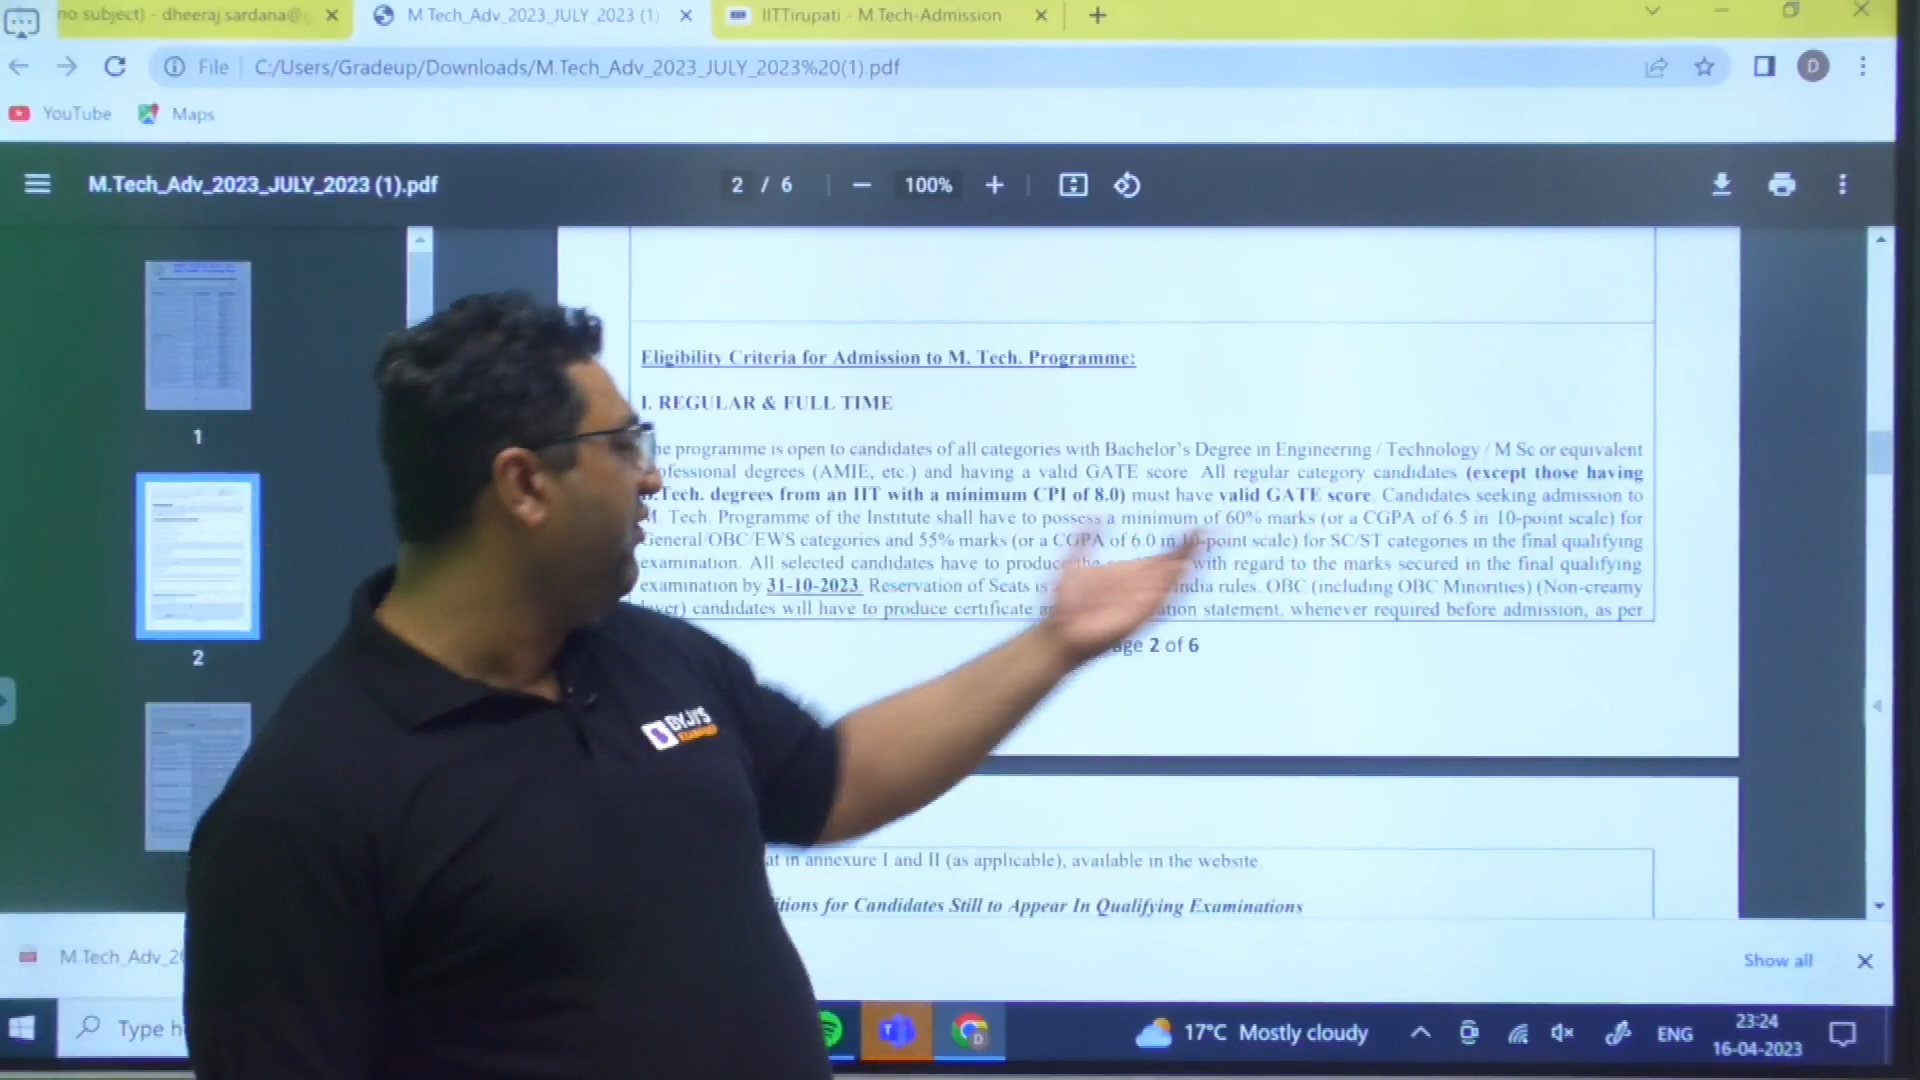 no subject) - dheeraj.sardana@
M Tech_Adv_2023_JULY_2023 (1)
IITTirupati - M.Tech-Admission
File
C:/Users/Gradeup/Downloads/M.Tech_Adv_2023_JULY_2023%20(1).pdf
D
YouTube
Maps
M.Tech_Adv_2023_JULY_2023 (1).pdf
2 / 6
100%
1
2
Eligibility Criteria for Admission to M. Tech. Programme:
I. REGULAR & FULL TIME
he programme is open to candidates of all categories with Bachelor's Degree in Engineering / Technology / M Sc or equivalent
ofessional degrees (AMIE, etc.) and having a valid GATE score. All regular category candidates (except those having
.Tech. degrees from an IIT with a minimum CPI of 8.0) must have valid GATE score. Candidates seeking admission to
M. Tech. Programme of the Institute shall have to possess a minimum of 60% marks (or a CGPA of 6.5 in 10-point scale) for
General/OBC/EWS categories and 55% marks (or a CGPA of 6.0 in 10-point scale) for SC/ST categories in the final qualifying
examination. All selected candidates have to produce the with regard to the marks secured in the final qualifying
examination by 31-10-2023. Reservation of Seats is India rules. OBC (including OBC Minorities) (Non-creamy
layer) candidates will have to produce certificate statement, whenever required before admission, as per
age 2 of 6
at in annexure I and II (as applicable), available in the website.
itions for Candidates Still to Appear In Qualifying Examinations
BYJU'S
M.Tech_Adv_20
Show all
Type h
17°C Mostly cloudy
ENG
23:24
16-04-2023